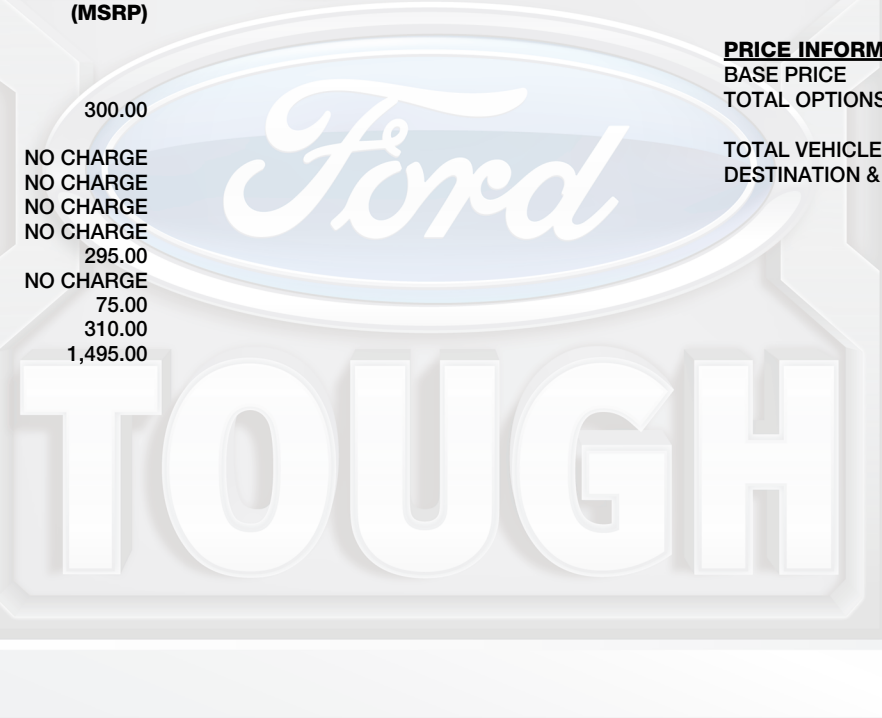 (MSRP)
300.00
NO CHARGE
NO CHARGE
NO CHARGE
NO CHARGE
295.00
NO CHARGE
75.00
310.00
1,495.00
PRICE INFORM
BASE PRICE
TOTAL OPTIONS
TOTAL VEHICLE
DESTINATION &
Ford
TOUGH